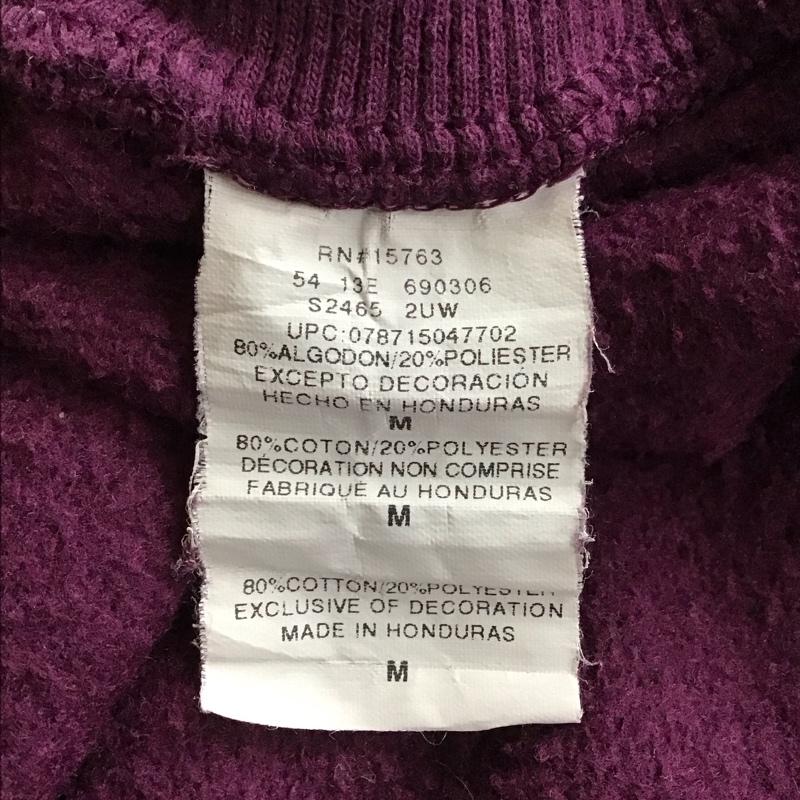 RN#15763
54 13E 690306
S2465 2UW
UPC:078715047702
80%ALGODON/20%POLIESTER
EXCEPTO DECORACIÓN
HECHO EN HONDURAS
M
80%COTON/20%POLYESTER
DÉCORATION NON COMPRISE
FABRIQUÉ AU HONDURAS
M
80%COTTON/20%POLYESTER
EXCLUSIVE OF DECORATION
MADE IN HONDURAS
M